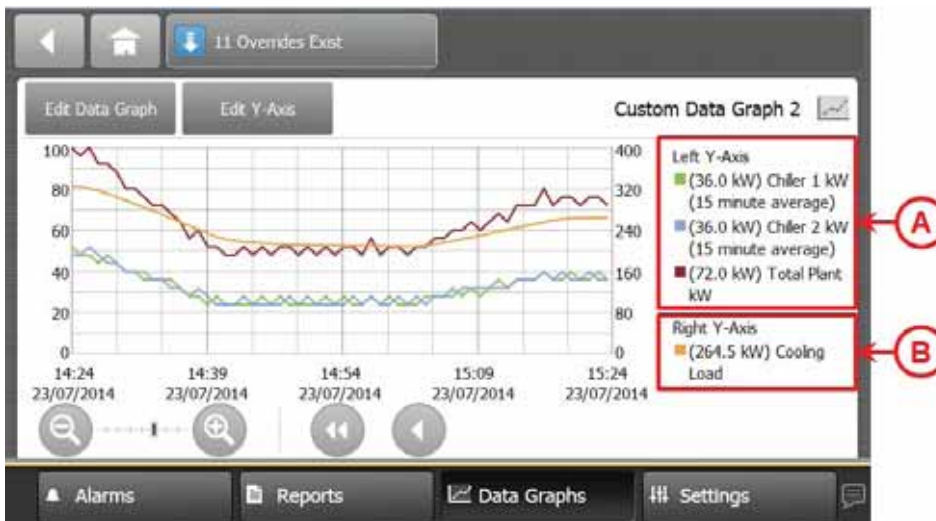 11 Overrides Exist
Edit Data Graph
Edit Y-Axis
Custom Data Graph 2
100
80
60
40
20
0
400
320
240
160
80
0
14:24
23/07/2014
14:39
23/07/2014
14:54
23/07/2014
15:09
23/07/2014
15:24
23/07/2014
Left Y-Axis
(36.0 kW) Chiller 1 kW
(15 minute average)
(36.0 kW) Chiller 2 kW
(15 minute average)
(72.0 kW) Total Plant
kW
A
Right Y-Axis
(264.5 kW) Cooling
Load
B
Alarms
Reports
Data Graphs
Settings